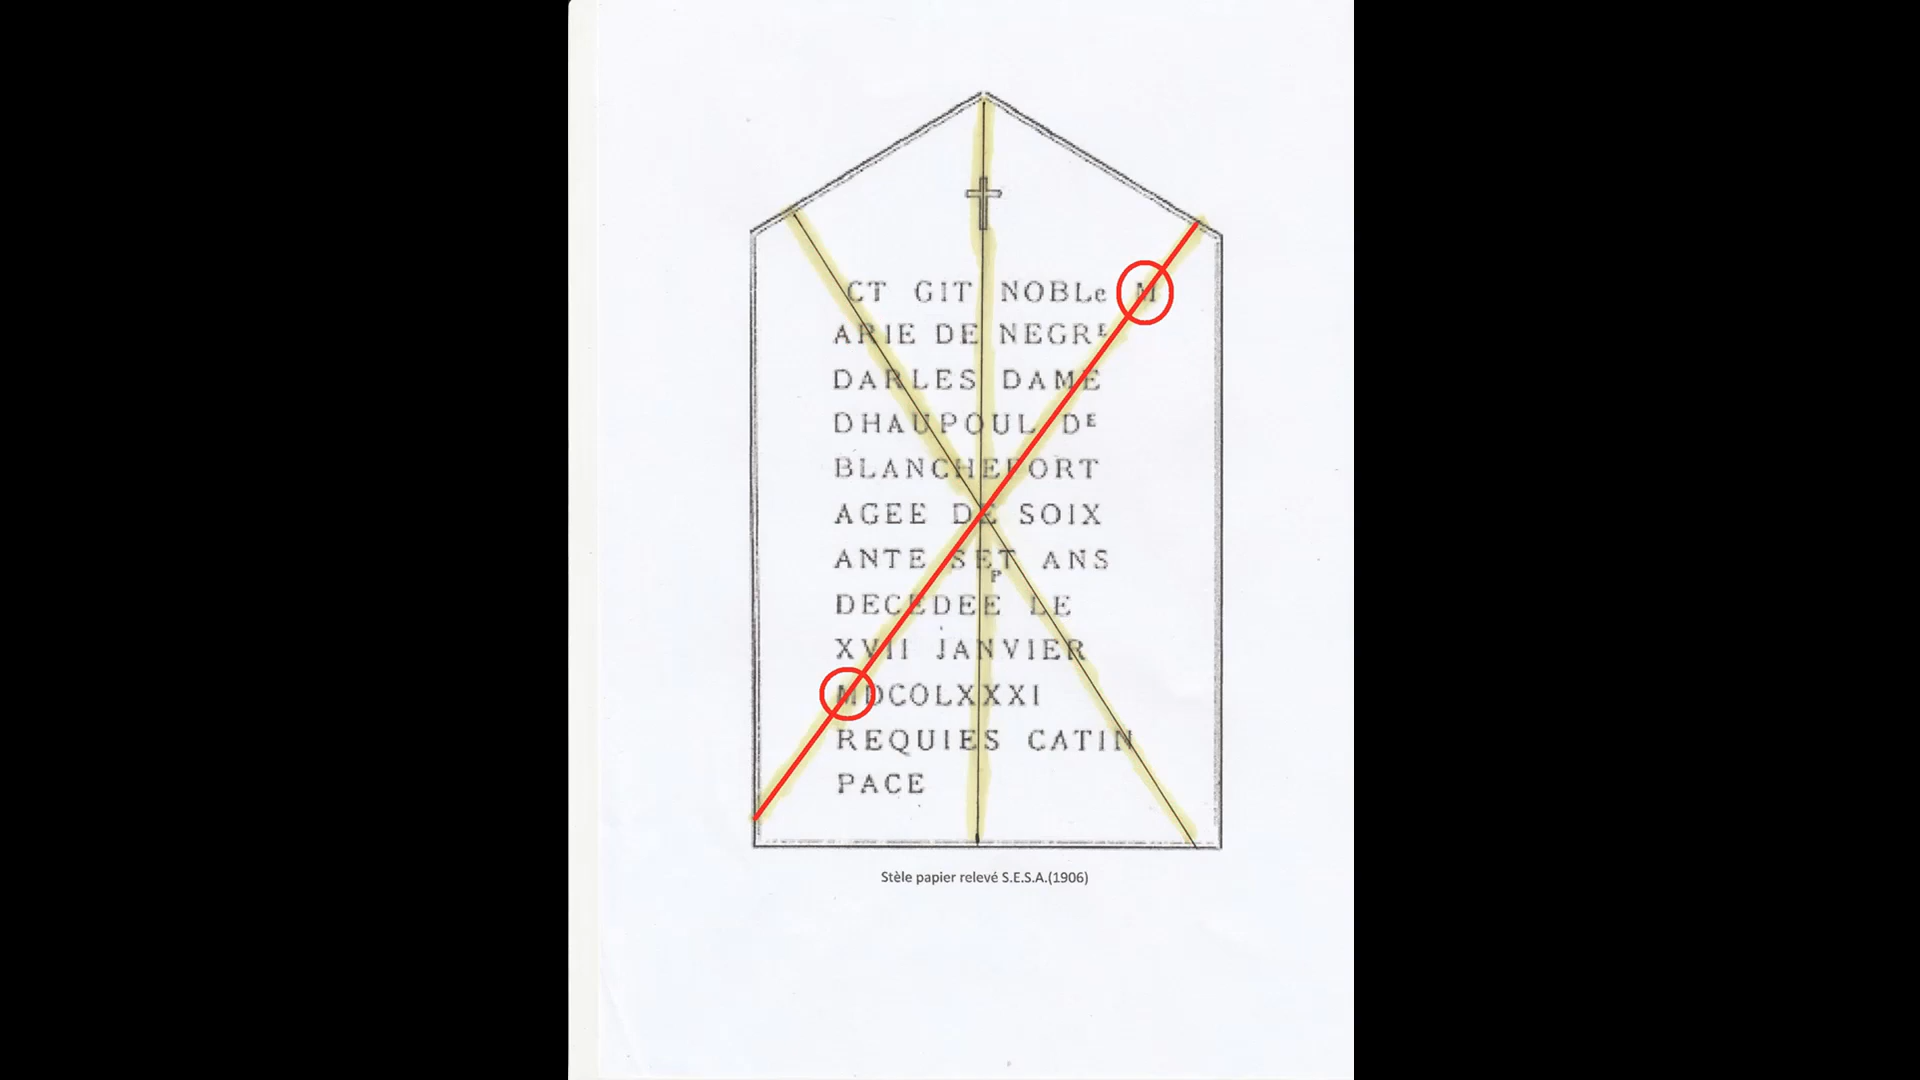 CT GIT NOBLe M
ARIE DE NEGRE
DARLES DAME
DHAUPOUL DE
BLANCHEFORT
AGEE DE SOIX
ANTE SEPT ANS
DECEDEE LE
XVII JANVIER
MDCOLXXXI
REQUIES CATIN
PACE
Stèle papier relevé S.E.S.A.(1906)